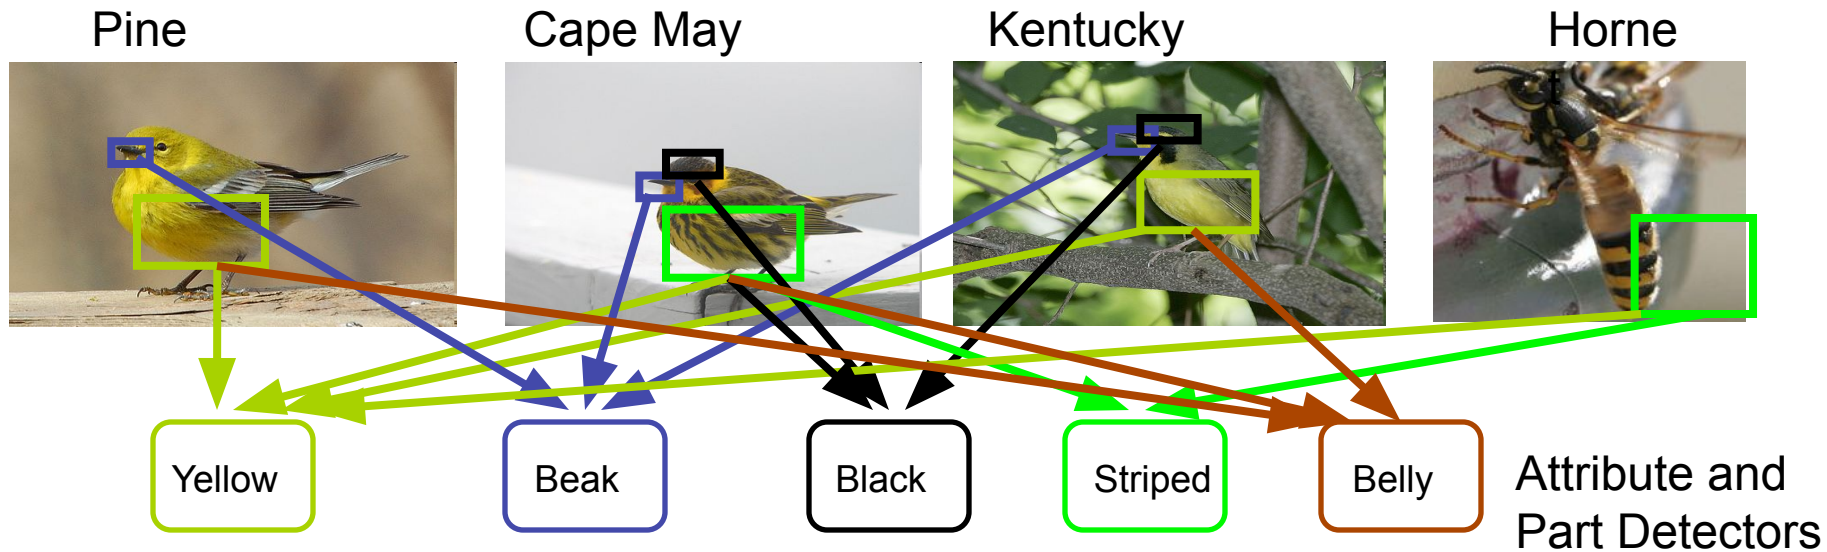 Pine
Cape May
Kentucky
Horne
Yellow
Beak
Black
Striped
Belly
Attribute and
Part Detectors